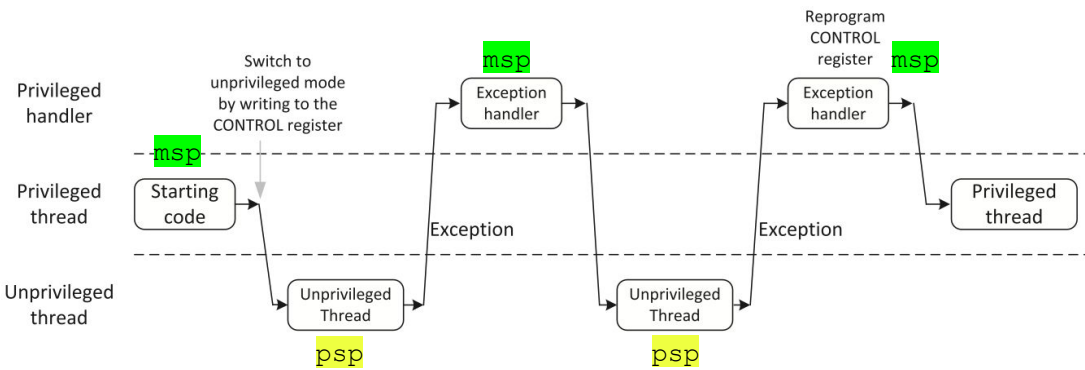 Reprogram
CONTROL
register
msp
msp
Switch to
unprivileged mode
by writing to the
CONTROL register
Privileged
handler
Exception
handler
Exception
handler
msp
Privileged
thread
Starting
code
Privileged
thread
Exception
Exception
Unprivileged
thread
Unprivileged
Thread
Unprivileged
Thread
psp
psp